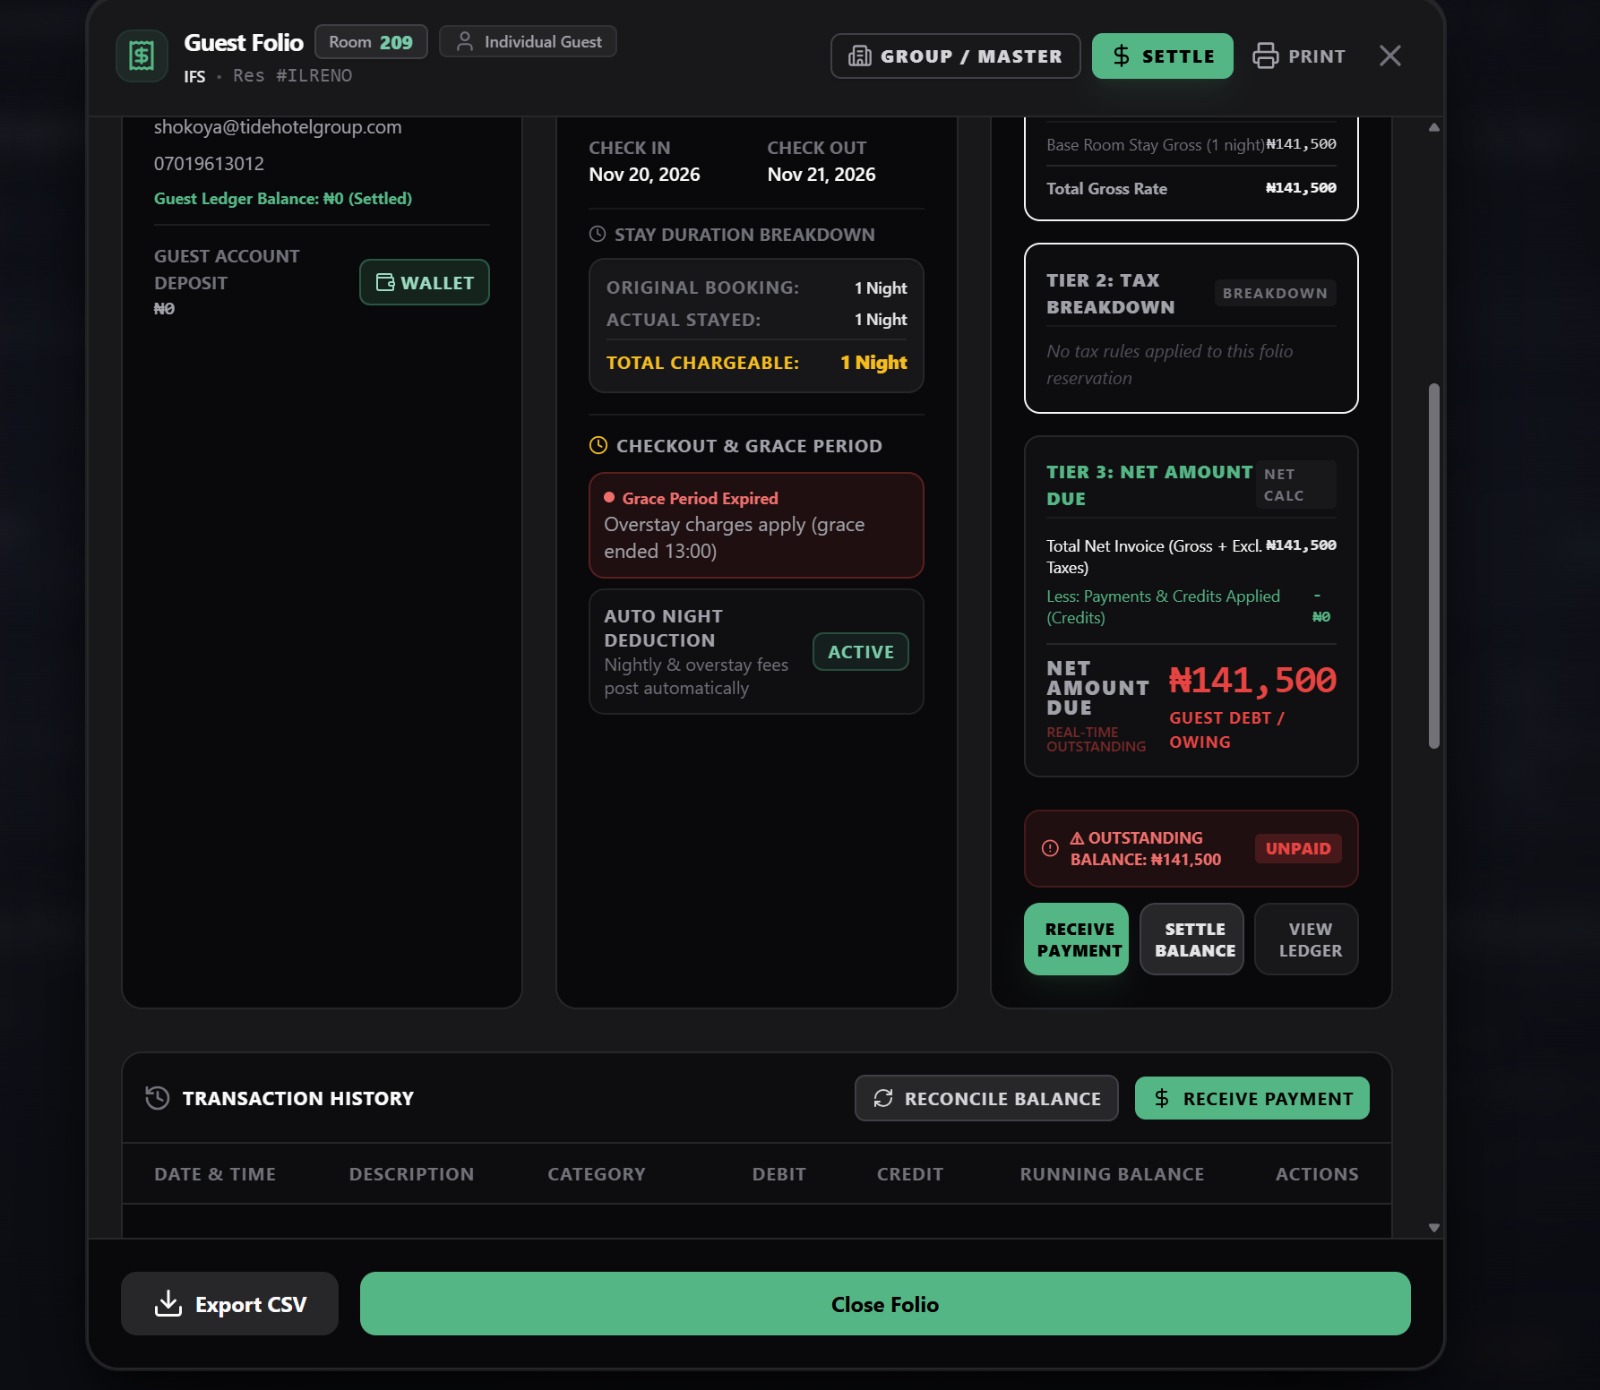 Guest Folio
Room 209
Individual Guest
IFS • Res #ILRENO
GROUP / MASTER
SETTLE
PRINT
shokoya@tidehotelgroup.com
07019613012
Guest Ledger Balance: ₦0 (Settled)
GUEST ACCOUNT
DEPOSIT
₦0
WALLET
CHECK IN
Nov 20, 2026
CHECK OUT
Nov 21, 2026
STAY DURATION BREAKDOWN
ORIGINAL BOOKING: 1 Night
ACTUAL STAYED: 1 Night
TOTAL CHARGEABLE: 1 Night
CHECKOUT & GRACE PERIOD
Grace Period Expired
Overstay charges apply (grace
ended 13:00)
AUTO NIGHT
DEDUCTION
Nightly & overstay fees
post automatically
ACTIVE
Base Room Stay Gross (1 night) ₦141,500
Total Gross Rate ₦141,500
TIER 2: TAX
BREAKDOWN
BREAKDOWN
No tax rules applied to this folio
reservation
TIER 3: NET AMOUNT
DUE
NET
CALC
Total Net Invoice (Gross + Excl. ₦141,500
Taxes)
Less: Payments & Credits Applied -
(Credits) ₦0
NET
AMOUNT
DUE
REAL-TIME
OUTSTANDING
₦141,500
GUEST DEBT /
OWING
⚠ OUTSTANDING
BALANCE: ₦141,500
UNPAID
RECEIVE
PAYMENT
SETTLE
BALANCE
VIEW
LEDGER
TRANSACTION HISTORY
RECONCILE BALANCE
RECEIVE PAYMENT
DATE & TIME DESCRIPTION CATEGORY DEBIT CREDIT RUNNING BALANCE ACTIONS
Export CSV
Close Folio